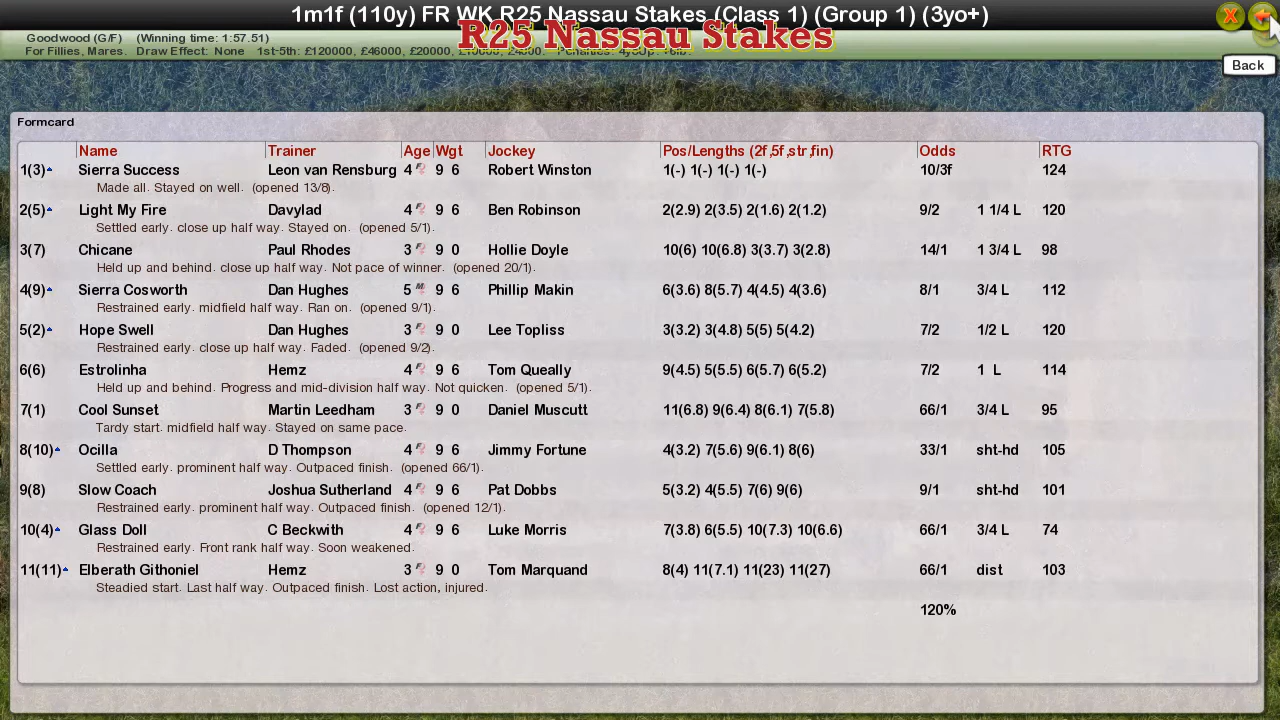 1m1f (110y) FR WK R25 Nassau Stakes (Class 1) (Group 1) (3yo+)
R25 Nassau Stakes
Goodwood (G/F) (Winning time: 1:57.51)
For Fillies, Mares. Draw Effect: None 1st-5th: £120000, £46000, £20000, £10000, £4800. Penalties: 4yoUp: +6lb.
Back
Formcard
Name Trainer Age Wgt Jockey Pos/Lengths (2f,5f,str,fin) Odds RTG
1(3) Sierra Success Leon van Rensburg 4 F 9 6 Robert Winston 1(-) 1(-) 1(-) 1(-) 10/3f 124
Made all. Stayed on well. (opened 13/8).
2(5) Light My Fire Davylad 4 F 9 6 Ben Robinson 2(2.9) 2(3.5) 2(1.6) 2(1.2) 9/2 1 1/4 L 120
Settled early. close up half way. Stayed on. (opened 5/1).
3(7) Chicane Paul Rhodes 3 F 9 0 Hollie Doyle 10(6) 10(6.8) 3(3.7) 3(2.8) 14/1 1 3/4 L 98
Held up and behind. close up half way. Not pace of winner. (opened 20/1).
4(9) Sierra Cosworth Dan Hughes 5 M 9 6 Phillip Makin 6(3.6) 8(5.7) 4(4.5) 4(3.6) 8/1 3/4 L 112
Restrained early. midfield half way. Ran on. (opened 9/1).
5(2) Hope Swell Dan Hughes 3 F 9 0 Lee Topliss 3(3.2) 3(4.8) 5(5) 5(4.2) 7/2 1/2 L 120
Restrained early. close up half way. Faded. (opened 9/2).
6(6) Estrolinha Hemz 4 F 9 6 Tom Queally 9(4.5) 5(5.5) 6(5.7) 6(5.2) 7/2 1 L 114
Held up and behind. Progress and mid-division half way. Not quicken. (opened 5/1).
7(1) Cool Sunset Martin Leedham 3 F 9 0 Daniel Muscutt 11(6.8) 9(6.4) 8(6.1) 7(5.8) 66/1 3/4 L 95
Tardy start. midfield half way. Stayed on same pace.
8(10) Ocilla D Thompson 4 F 9 6 Jimmy Fortune 4(3.2) 7(5.6) 9(6.1) 8(6) 33/1 sht-hd 105
Settled early. prominent half way. Outpaced finish. (opened 66/1).
9(8) Slow Coach Joshua Sutherland 4 F 9 6 Pat Dobbs 5(3.2) 4(5.5) 7(6) 9(6) 9/1 sht-hd 101
Restrained early. prominent half way. Outpaced finish. (opened 12/1).
10(4) Glass Doll C Beckwith 4 F 9 6 Luke Morris 7(3.8) 6(5.5) 10(7.3) 10(6.6) 66/1 3/4 L 74
Restrained early. Front rank half way. Soon weakened.
11(11) Elberath Githoniel Hemz 3 F 9 0 Tom Marquand 8(4) 11(7.1) 11(23) 11(27) 66/1 dist 103
Steadied start. Last half way. Outpaced finish. Lost action, injured.
120%